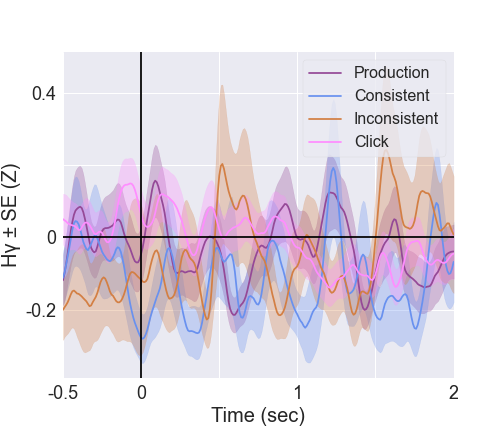 Production
Consistent
Inconsistent
Click
0.4
0
-0.2
Hγ ± SE (Z)
-0.5 0 1 2
Time (sec)